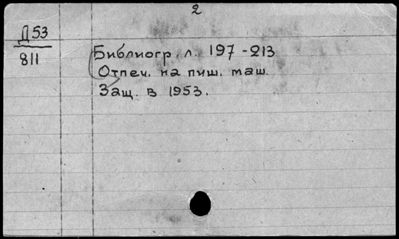 2
Д53
811
Библиогр. л. 197-213
Отпеч. на пиш. маш.
Защ. в 1953.